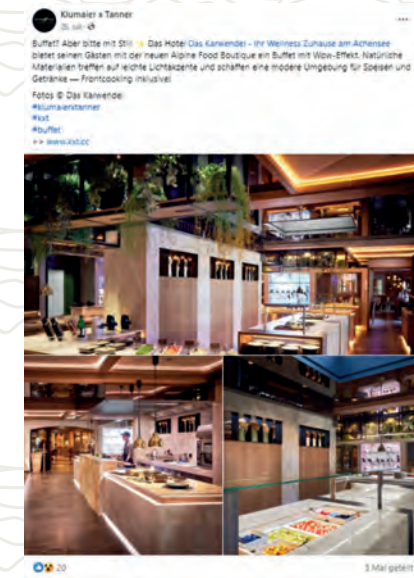 Klumaier x Tanner
Buffet? Aber bitte mit Stil! Das Hotel Das Karwendel - Ihr Wellness Zuhause am Achensee
bietet seinen Gästen mit der neuen Alpine Food Boutique ein Buffet mit Wow-Effekt. Natürliche
Materialien treffen auf leichte Lichtakzente und schaffen eine moderne Umgebung für Speisen und
Getränke — Frontcooking inklusive!
Fotos © Das Karwendel
#klumaierxtanner
#kxt
#buffet
>> www.kxt.cc
20
3 Mal geteilt